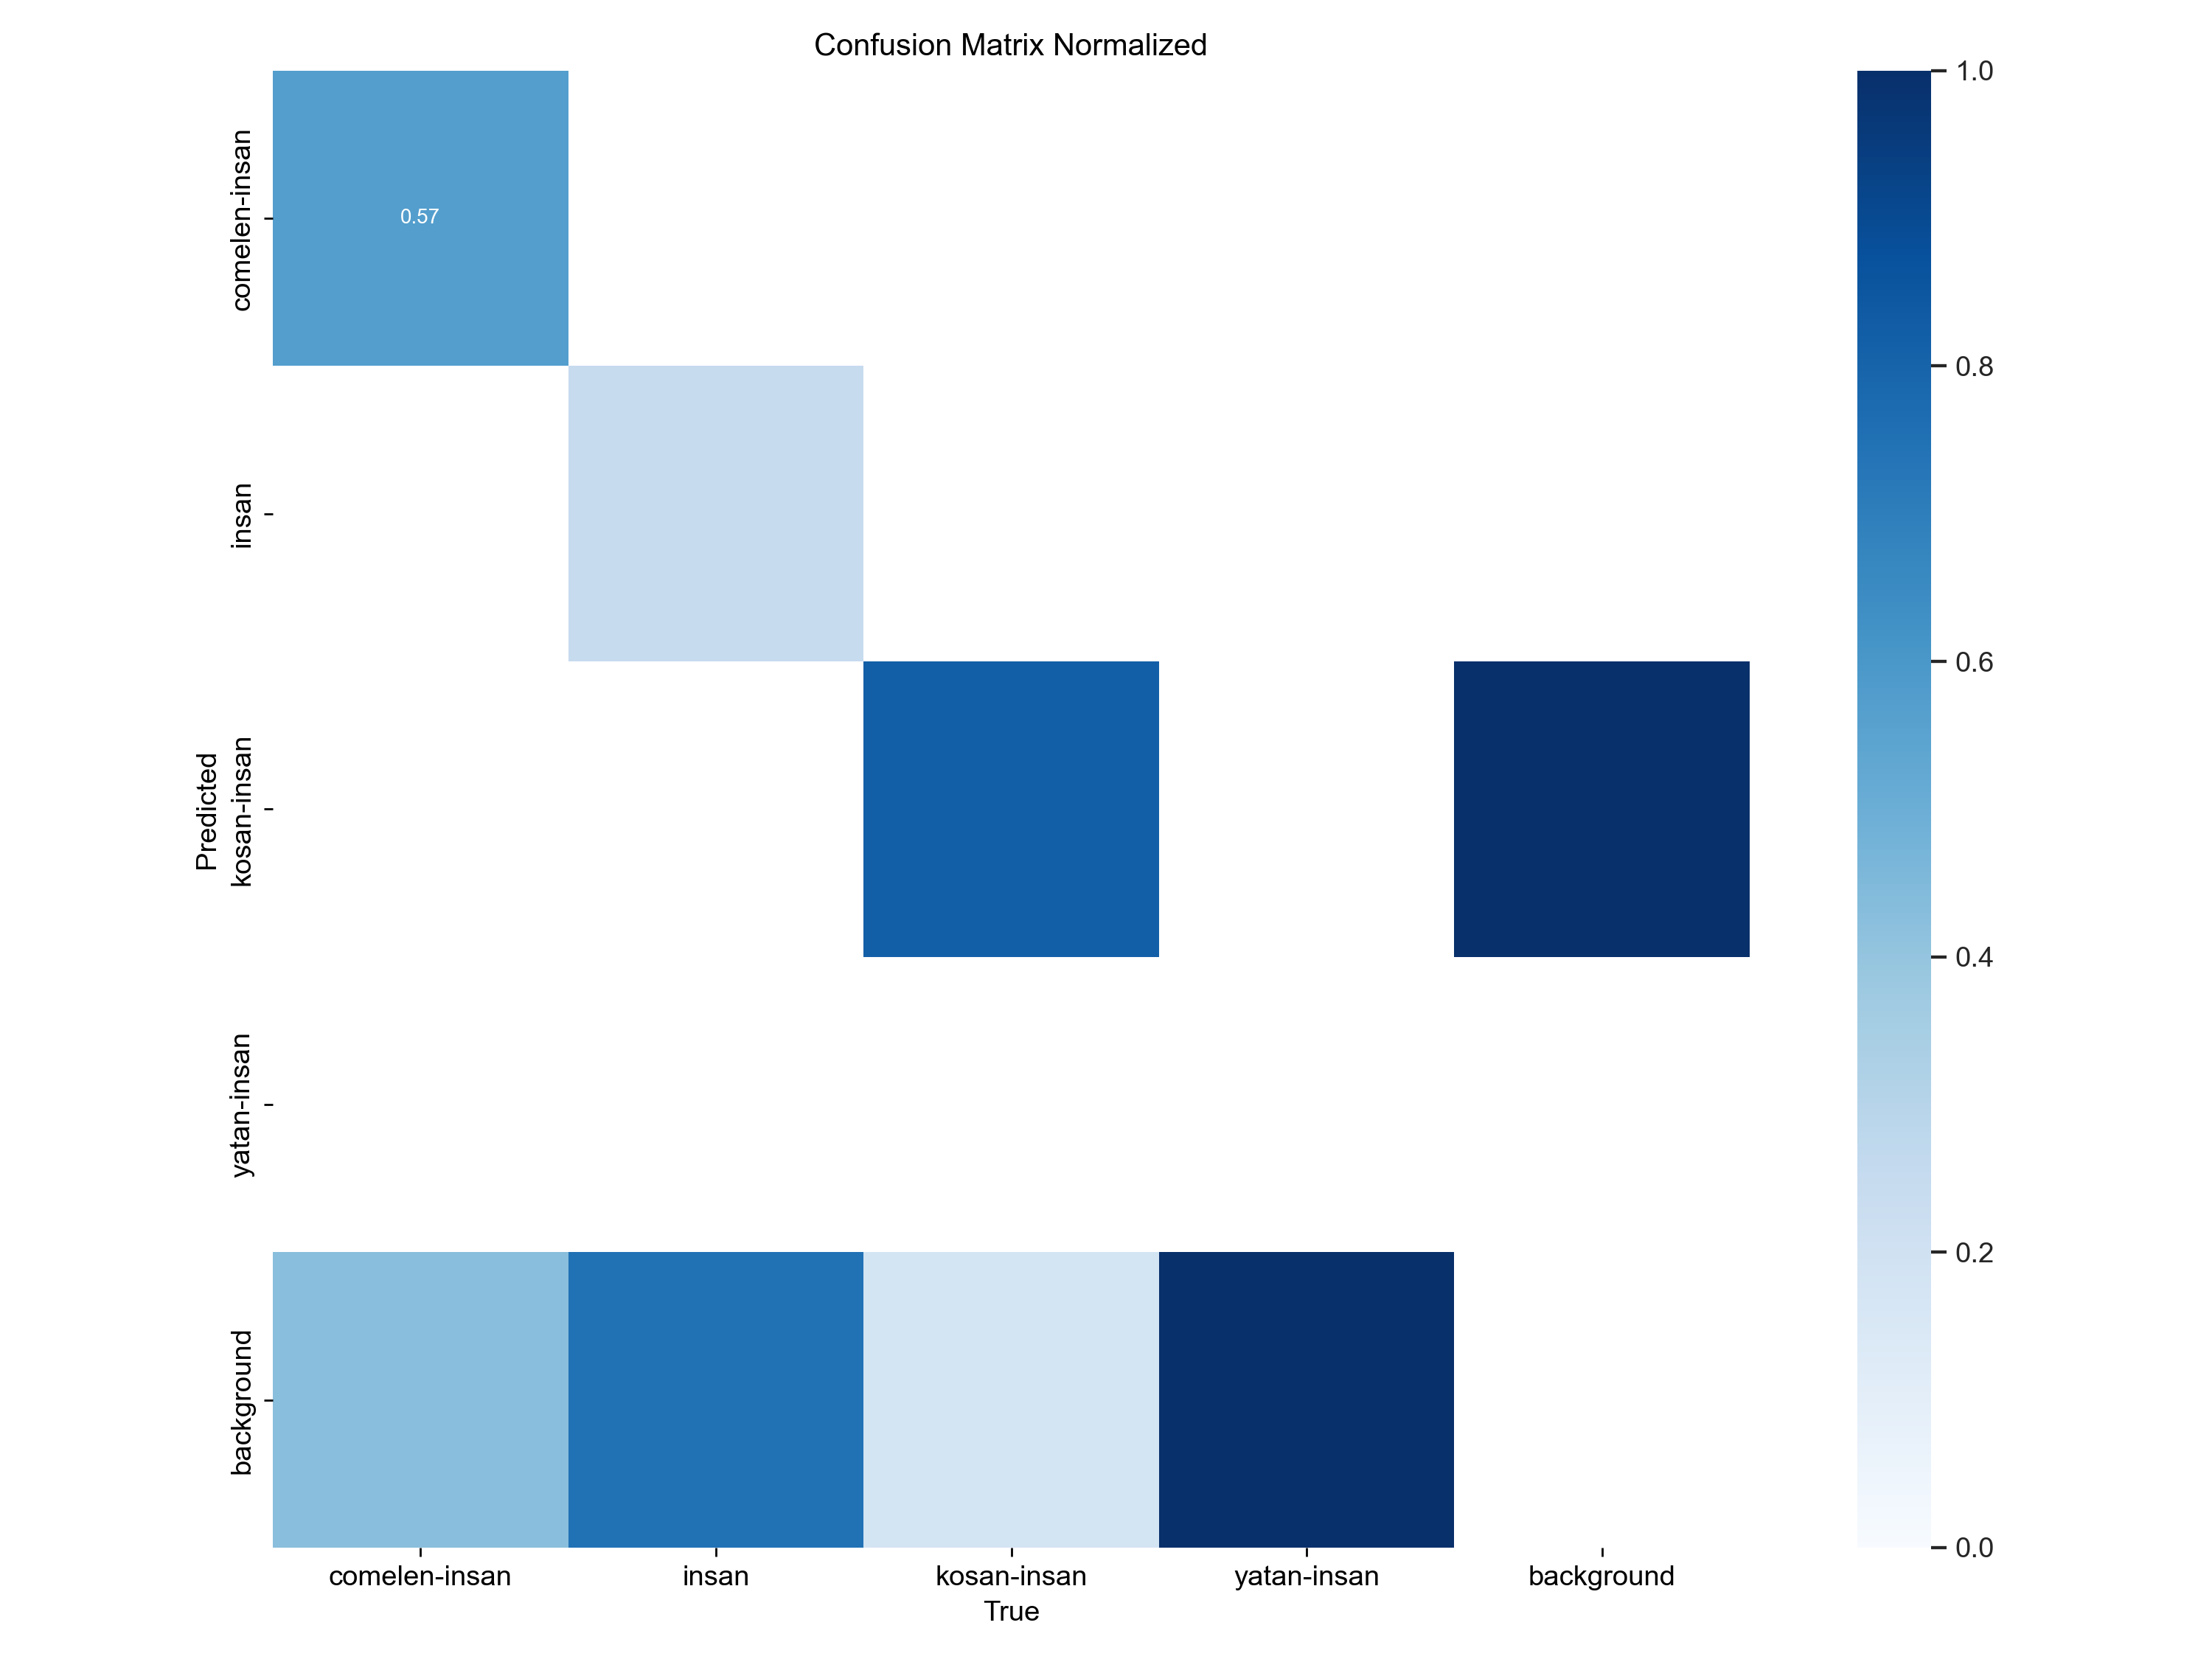 Confusion Matrix Normalized
Predicted
comelen-insan
insan
kosan-insan
yatan-insan
background
0.57
comelen-insan
insan
kosan-insan
yatan-insan
background
True
1.0
0.8
0.6
0.4
0.2
0.0